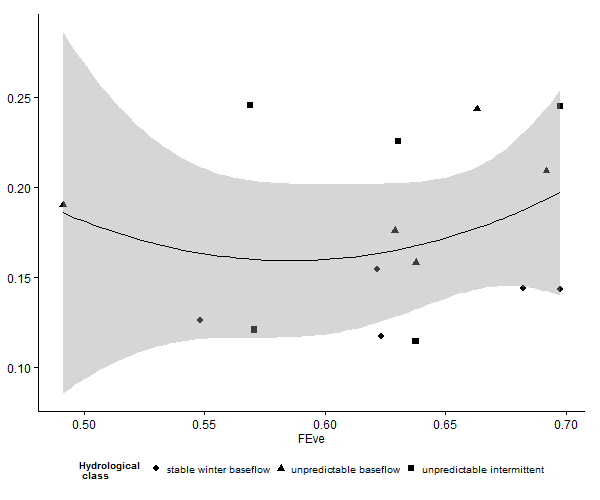 0.25
0.20
0.15
0.10
0.50 0.55 0.60 0.65 0.70
FEve
Hydrological
class
stable winter baseflow unpredictable baseflow unpredictable intermittent